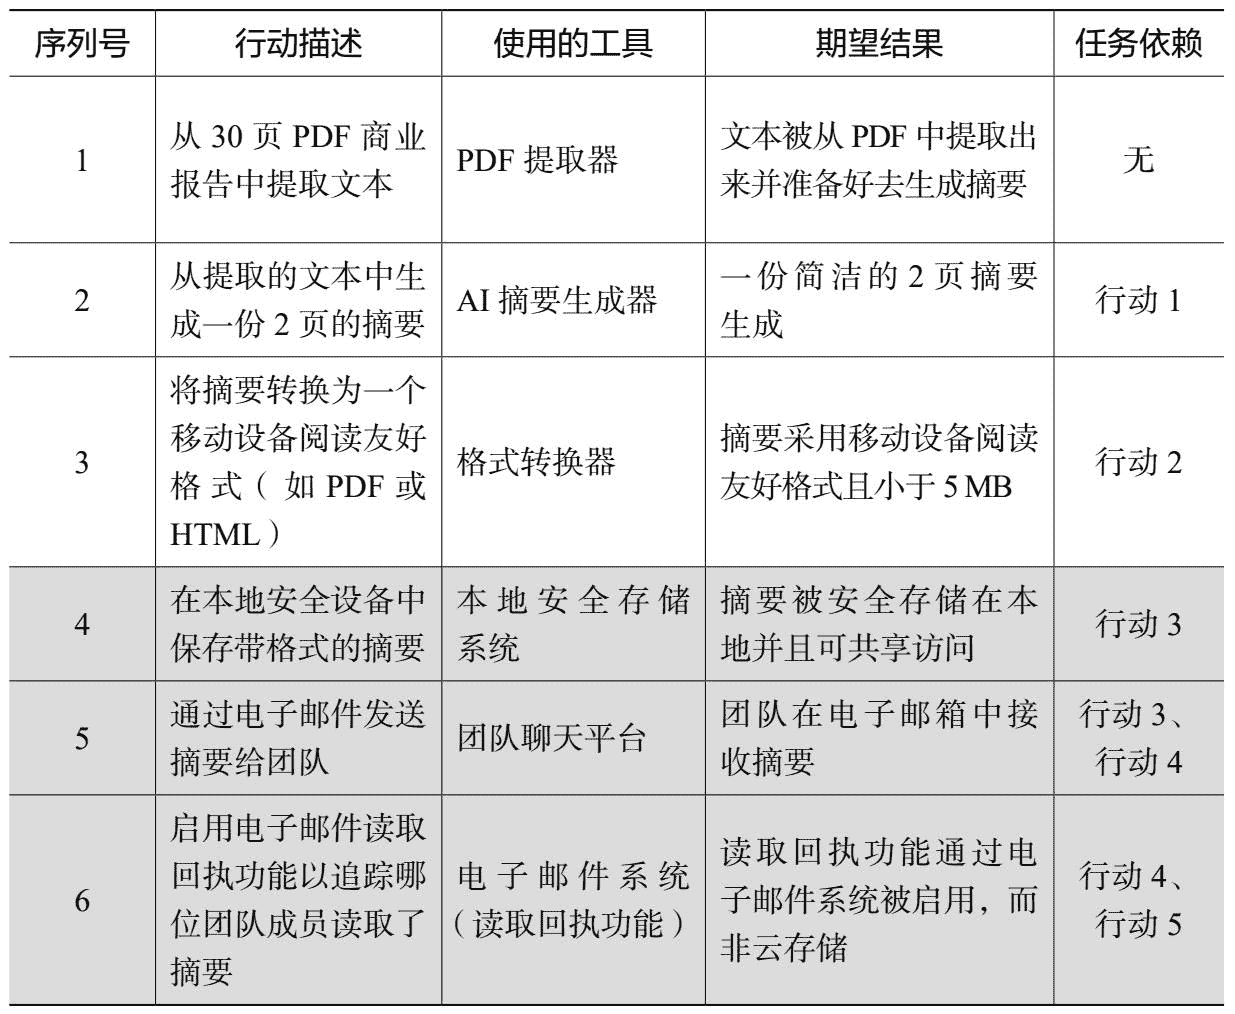 序列号 行动描述 使用的工具 期望结果 任务依赖
1
从 30 页 PDF 商业
报告中提取文本
PDF 提取器
文本被从 PDF 中提取出
来并准备好去生成摘要
无
2
从提取的文本中生
成一份 2 页的摘要
AI 摘要生成器
一份简洁的 2 页摘要
生成
行动 1
3
将摘要转换为一个
移动设备阅读友好
格式（如 PDF 或
HTML）
格式转换器
摘要采用移动设备阅读
友好格式且小于 5 MB
行动 2
4
在本地安全设备中
保存带格式的摘要
本地安全存储
系统
摘要被安全存储在本
地并且可共享访问
行动 3
5
通过电子邮件发送
摘要给团队
团队聊天平台
团队在电子邮箱中接
收摘要
行动 3、
行动 4
6
启用电子邮件读取
回执功能以追踪哪
位团队成员读取了
摘要
电子邮件系统
（读取回执功能）
读取回执功能通过电
子邮件系统被启用，而
非云存储
行动 4、
行动 5